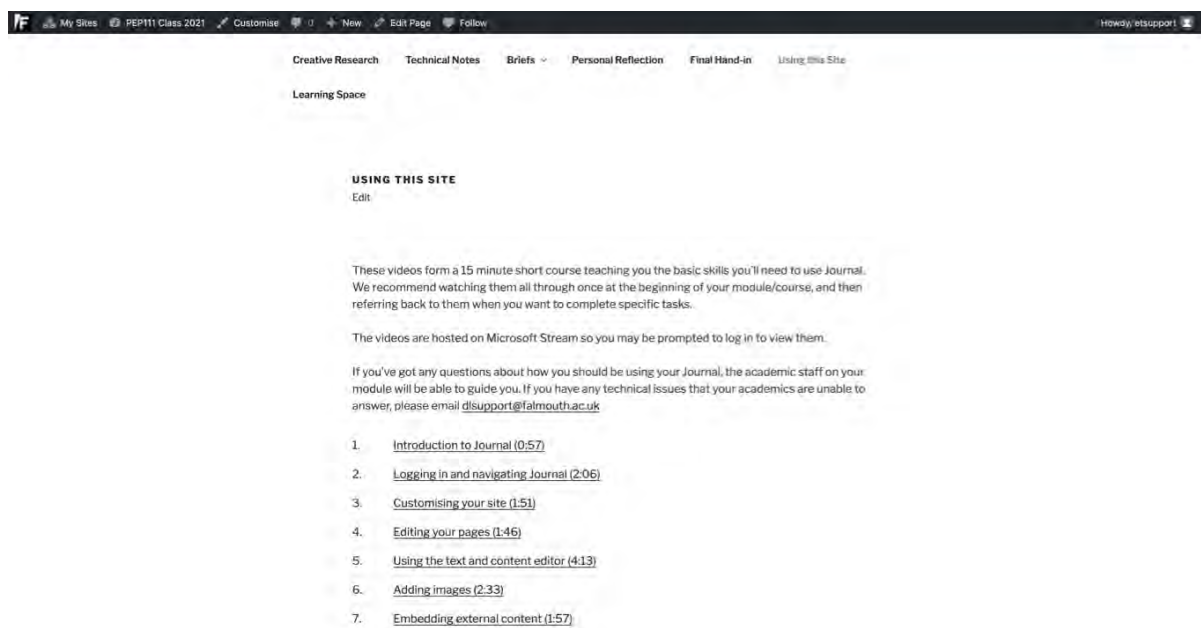 My Sites PEP111 Class 2021 Customise 0 New Edit Page Follow Howdy, etsupport
Creative Research Technical Notes Briefs Personal Reflection Final Hand-in Using this Site
Learning Space
USING THIS SITE
Edit
These videos form a 15 minute short course teaching you the basic skills you'll need to use Journal.
We recommend watching them all through once at the beginning of your module/course, and then
referring back to them when you want to complete specific tasks.
The videos are hosted on Microsoft Stream so you may be prompted to log in to view them.
If you've got any questions about how you should be using your Journal, the academic staff on your
module will be able to guide you. If you have any technical issues that your academics are unable to
answer, please email dlsupport@falmouth.ac.uk
1. Introduction to Journal (0:57)
2. Logging in and navigating Journal (2:06)
3. Customising your site (1:51)
4. Editing your pages (1:46)
5. Using the text and content editor (4:13)
6. Adding images (2:33)
7. Embedding external content (1:57)